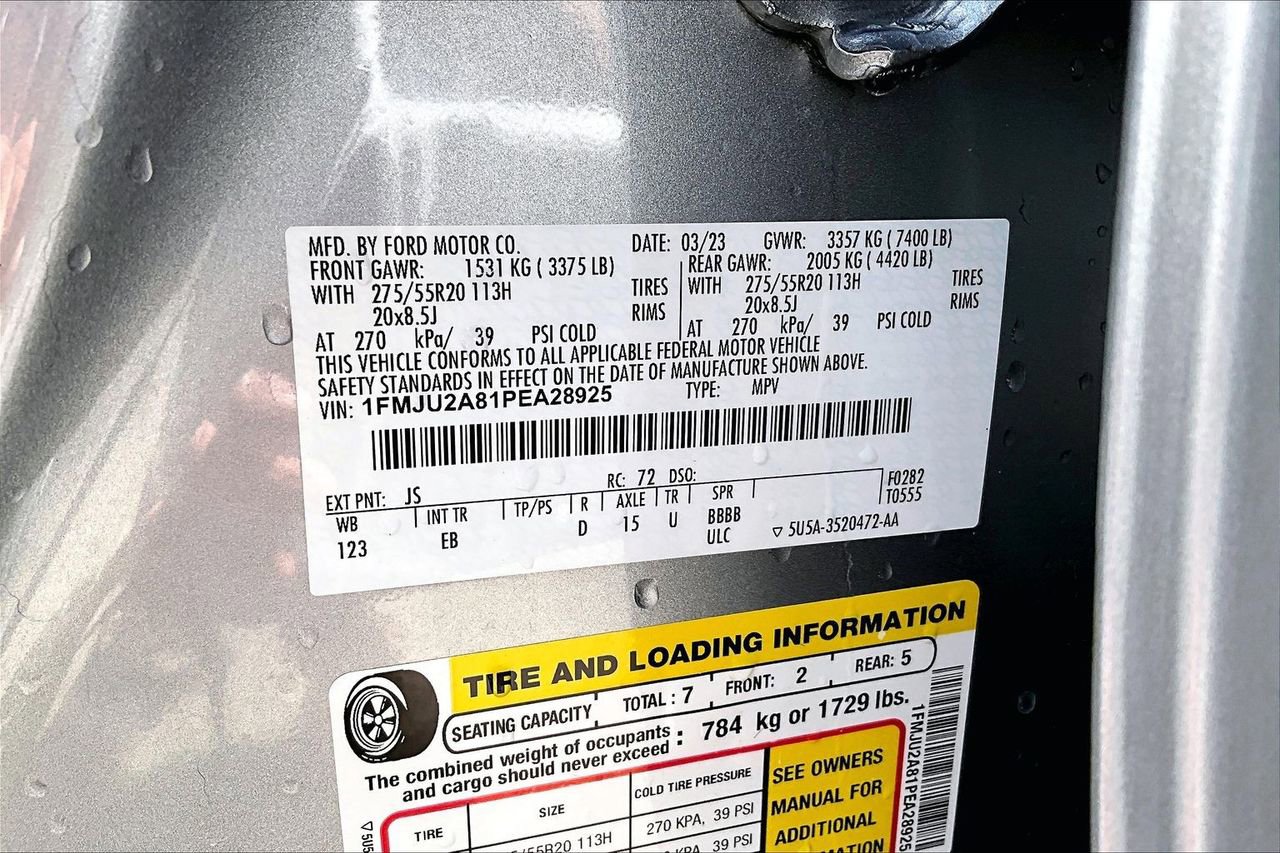 MFD. BY FORD MOTOR CO. DATE: 03/23 GVWR: 3357 KG ( 7400 LB)
FRONT GAWR: 1531 KG ( 3375 LB) REAR GAWR: 2005 KG ( 4420 LB)
WITH 275/55R20 113H TIRES WITH 275/55R20 113H TIRES
20x8.5J RIMS 20x8.5J RIMS
AT 270 kPa/ 39 PSI COLD AT 270 kPa/ 39 PSI COLD
THIS VEHICLE CONFORMS TO ALL APPLICABLE FEDERAL MOTOR VEHICLE
SAFETY STANDARDS IN EFFECT ON THE DATE OF MANUFACTURE SHOWN ABOVE.
VIN: 1FMJU2A81PEA28925 TYPE: MPV
EXT PNT: JS RC: 72 DSO: F0282
WB INT TR TP/PS R AXLE TR SPR T0555
123 EB D 15 U BBBB
ULC ▽ 5U5A-3520472-AA
TIRE AND LOADING INFORMATION
SEATING CAPACITY TOTAL : 7 FRONT: 2 REAR: 5
The combined weight of occupants
and cargo should never exceed : 784 kg or 1729 lbs.
TIRE SIZE COLD TIRE PRESSURE
/55R20 113H 270 KPA, 39 PSI
KPA, 39 PSI
SEE OWNERS
MANUAL FOR
ADDITIONAL
1FMJU2A81PEA28925
▽ 5U5